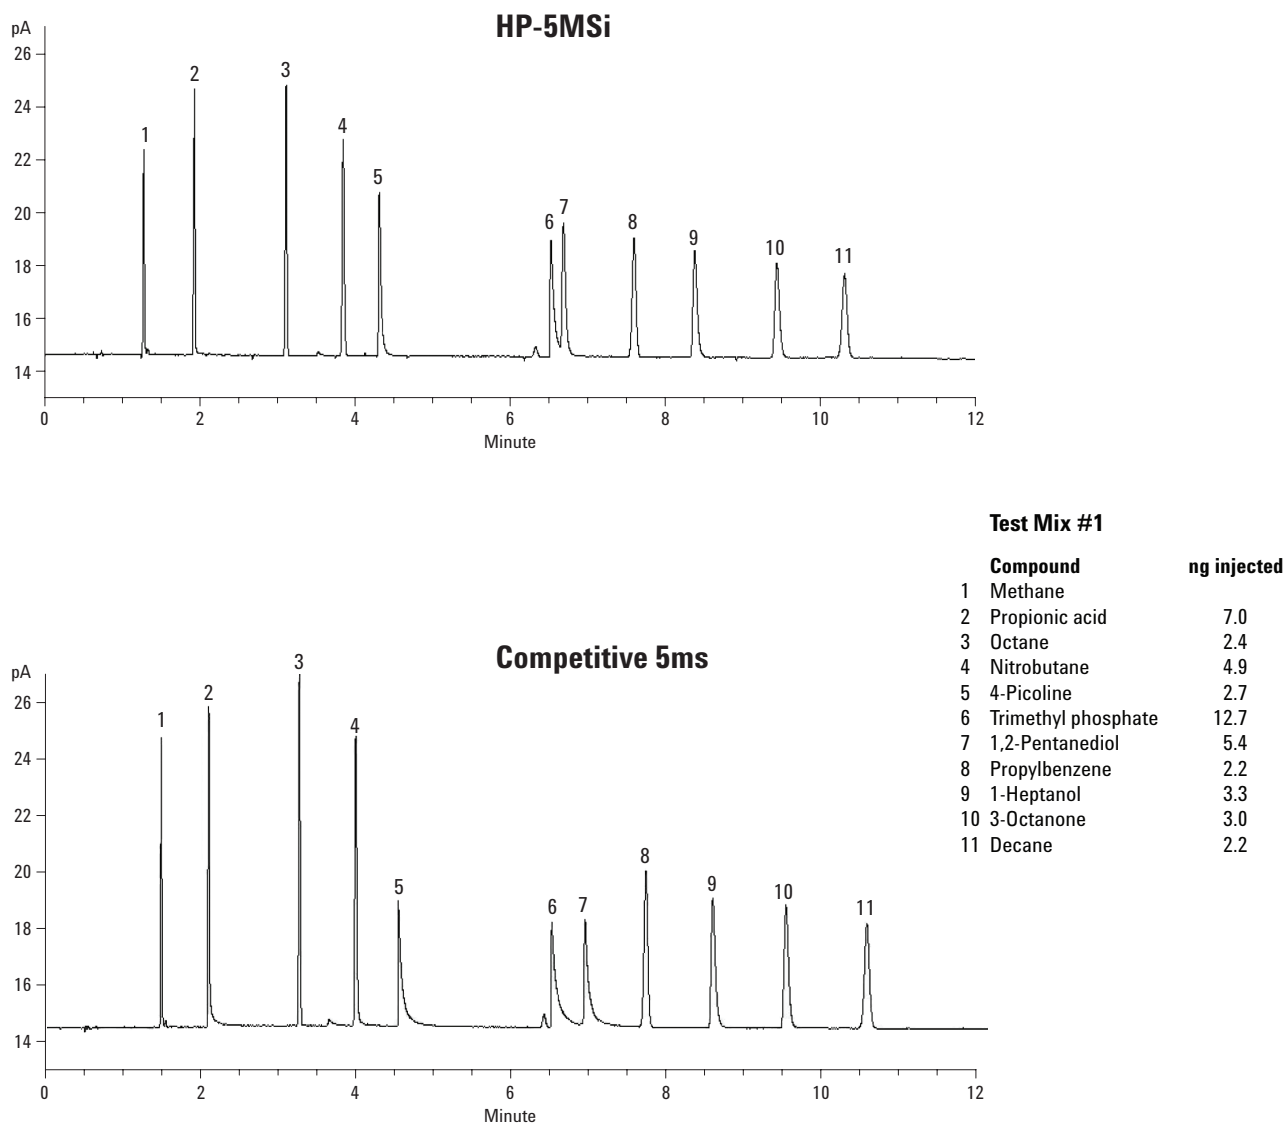 HP-5MSi
pA
26
24
22
20
18
16
14
1
2
3
4
5
6
7
8
9
10
11
0 2 4 6 8 10 12
Minute
Test Mix #1
Compound ng injected
1 Methane
2 Propionic acid 7.0
3 Octane 2.4
4 Nitrobutane 4.9
5 4-Picoline 2.7
6 Trimethyl phosphate 12.7
7 1,2-Pentanediol 5.4
8 Propylbenzene 2.2
9 1-Heptanol 3.3
10 3-Octanone 3.0
11 Decane 2.2
Competitive 5ms
pA
26
24
22
20
18
16
14
1
2
3
4
5
6
7
8
9
10
11
0 2 4 6 8 10 12
Minute